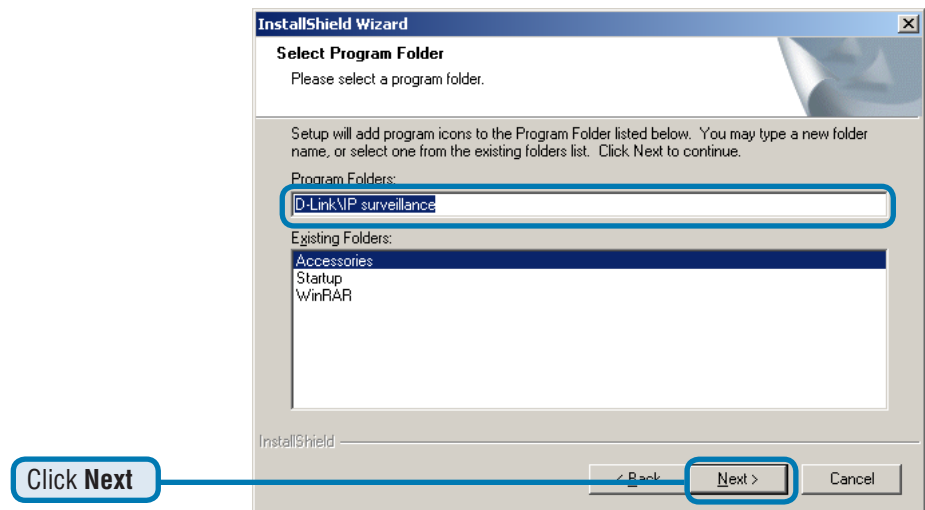 InstallShield Wizard
Select Program Folder
Please select a program folder.
Setup will add program icons to the Program Folder listed below. You may type a new folder
name, or select one from the existing folders list. Click Next to continue.
Program Folders:
D-Link\IP surveillance
Existing Folders:
Accessories
Startup
WinRAR
InstallShield
Click Next
< Back
Next >
Cancel